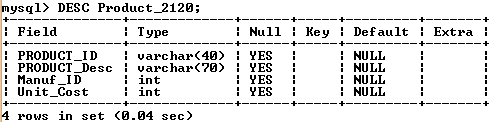 mysql> DESC Product_2120;
+--------------+-------------+------+-----+---------+-------+
| Field        | Type        | Null | Key | Default | Extra |
+--------------+-------------+------+-----+---------+-------+
| PRODUCT_ID   | varchar(40) | YES  |     | NULL    |       |
| PRODUCT_Desc | varchar(70) | YES  |     | NULL    |       |
| Manuf_ID     | int         | YES  |     | NULL    |       |
| Unit_Cost    | int         | YES  |     | NULL    |       |
+--------------+-------------+------+-----+---------+-------+
4 rows in set (0.04 sec)